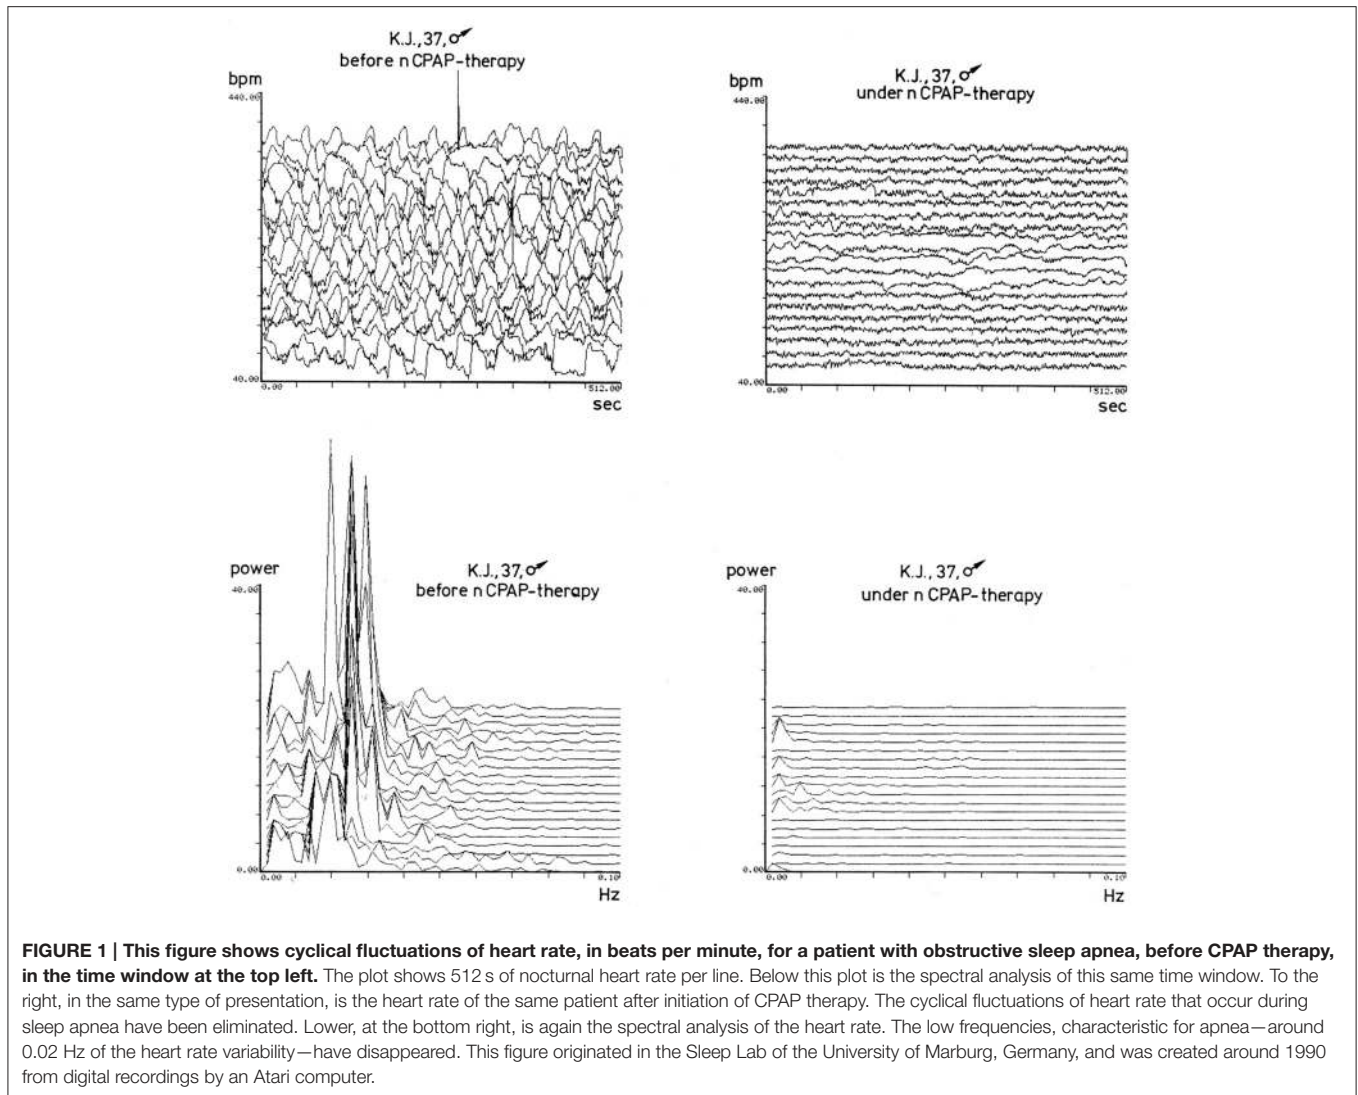 K.J., 37, ♂
before n CPAP-therapy
bpm
440.00
40.00
0.00
512.00
sec
K.J., 37, ♂
under n CPAP-therapy
bpm
440.00
40.00
0.00
512.00
sec
K.J., 37, ♂
before n CPAP-therapy
power
40.00
0.00
0.00
0.10
Hz
K.J., 37, ♂
under n CPAP-therapy
power
40.00
0.00
0.00
0.10
Hz
FIGURE 1 | This figure shows cyclical fluctuations of heart rate, in beats per minute, for a patient with obstructive sleep apnea, before CPAP therapy,
in the time window at the top left. The plot shows 512 s of nocturnal heart rate per line. Below this plot is the spectral analysis of this same time window. To the
right, in the same type of presentation, is the heart rate of the same patient after initiation of CPAP therapy. The cyclical fluctuations of heart rate that occur during
sleep apnea have been eliminated. Lower, at the bottom right, is again the spectral analysis of the heart rate. The low frequencies, characteristic for apnea—around
0.02 Hz of the heart rate variability—have disappeared. This figure originated in the Sleep Lab of the University of Marburg, Germany, and was created around 1990
from digital recordings by an Atari computer.